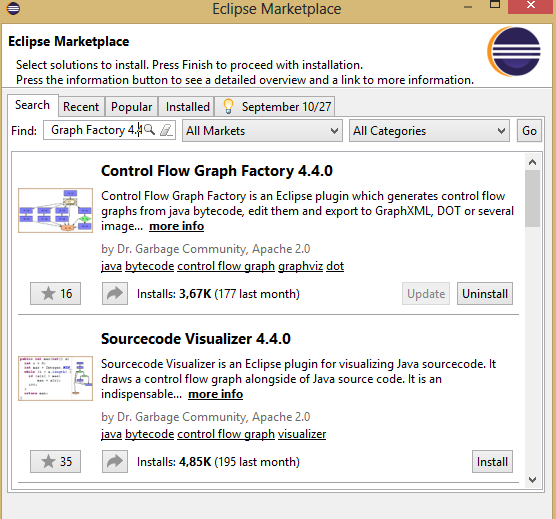 Eclipse Marketplace
Eclipse Marketplace
Select solutions to install. Press Finish to proceed with installation.
Press the information button to see a detailed overview and a link to more information.
Search Recent Popular Installed September 10/27
Find: Graph Factory 4.4 All Markets All Categories Go
Control Flow Graph Factory 4.4.0
Control Flow Graph Factory is an Eclipse plugin which generates control flow
graphs from java bytecode, edit them and export to GraphXML, DOT or several
image... more info
by Dr. Garbage Community, Apache 2.0
java bytecode control flow graph graphviz dot
16 Installs: 3,67K (177 last month) Update Uninstall
Sourcecode Visualizer 4.4.0
Sourcecode Visualizer is an Eclipse plugin for visualizing Java sourcecode. It
draws a control flow graph alongside of Java source code. It is an
indispensable... more info
by Dr. Garbage Community, Apache 2.0
java bytecode control flow graph visualizer
35 Installs: 4,85K (195 last month) Install